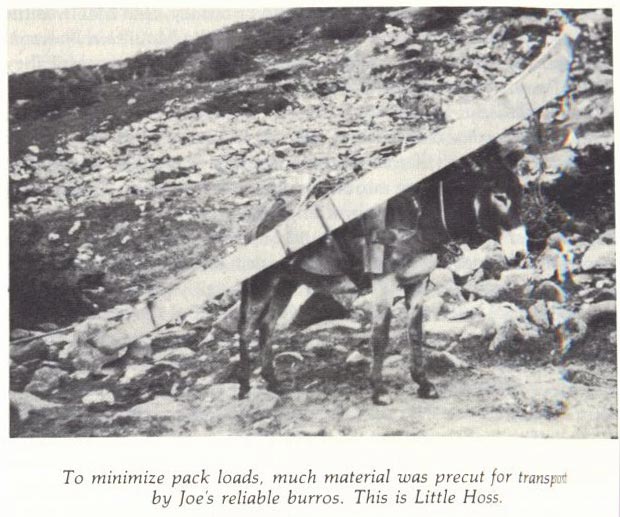 To minimize pack loads, much material was precut for transport
by Joe's reliable burros. This is Little Hoss.